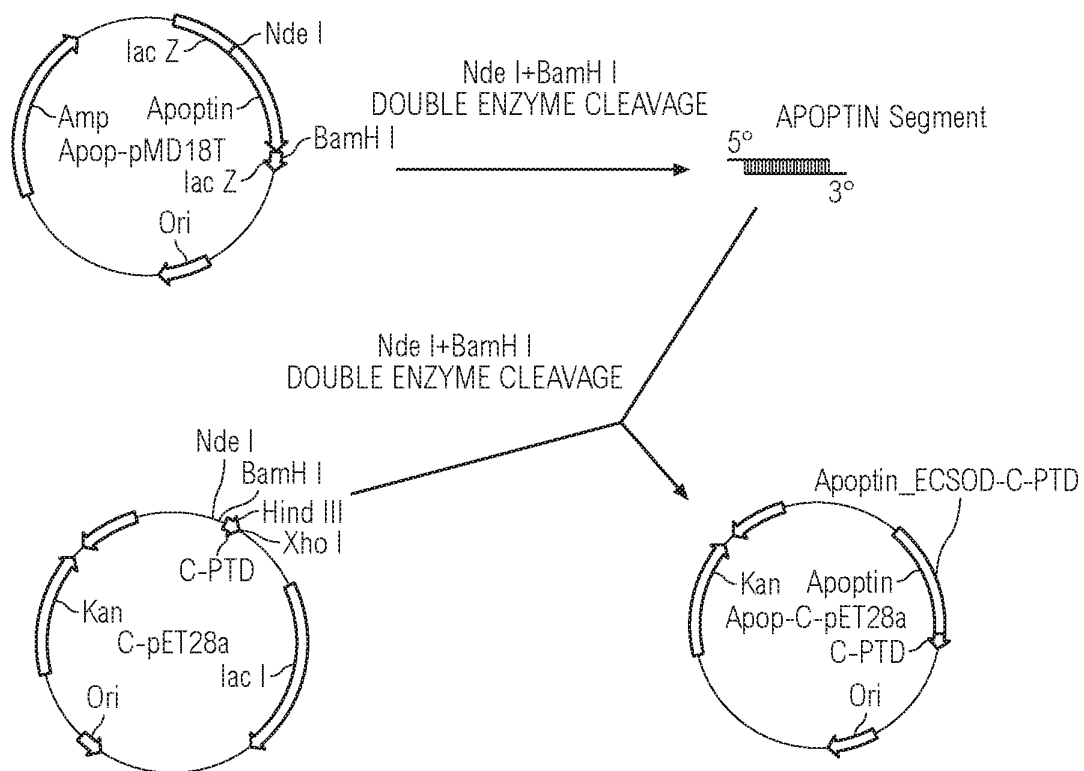 lac Z
Nde I
Amp
Apoptin
Apop-pMD18T
BamH I
lac Z
Ori
Nde I+BamH I
DOUBLE ENZYME CLEAVAGE
APOPTIN Segment
5°
3°
Nde I+BamH I
DOUBLE ENZYME CLEAVAGE
Nde I
BamH I
Hind III
Xho I
C-PTD
Kan
C-pET28a
lac I
Ori
Apoptin_ECSOD-C-PTD
Kan
Apoptin
Apop-C-pET28a
C-PTD
Ori